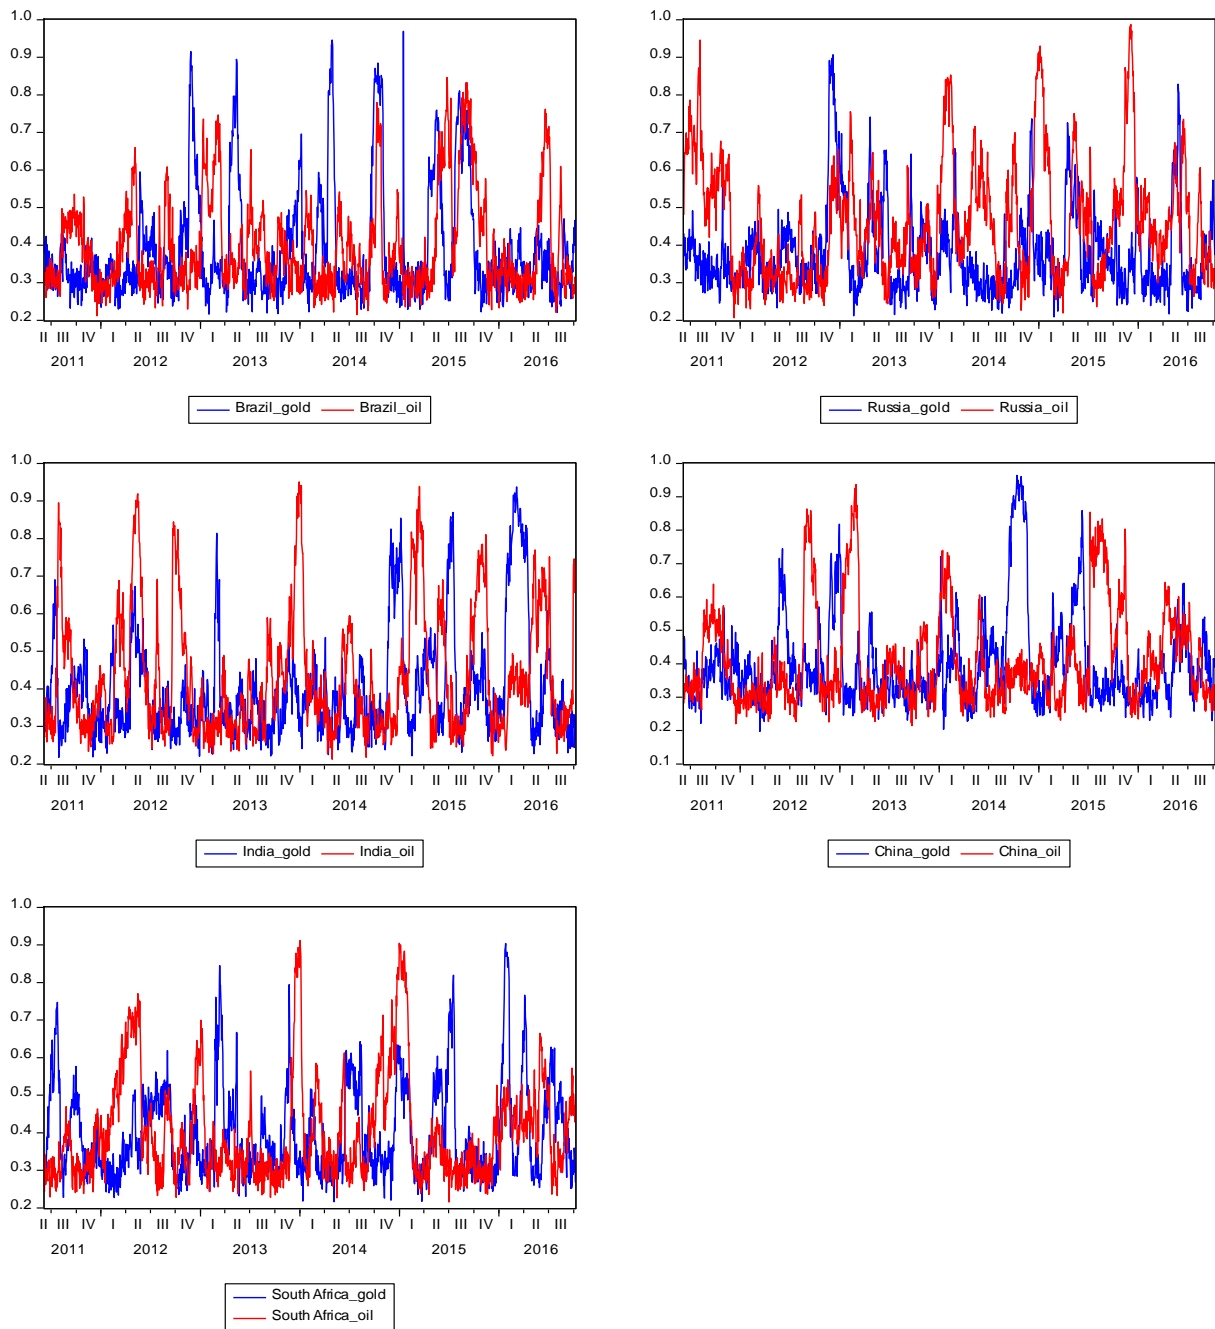 1.0
0.9
0.8
0.7
0.6
0.5
0.4
0.3
0.2
II III IV I II III IV I II III IV I II III IV I II III IV I II III
2011 2012 2013 2014 2015 2016
Brazil_gold Brazil_oil
1.0
0.9
0.8
0.7
0.6
0.5
0.4
0.3
0.2
II III IV I II III IV I II III IV I II III IV I II III IV I II III
2011 2012 2013 2014 2015 2016
Russia_gold Russia_oil
1.0
0.9
0.8
0.7
0.6
0.5
0.4
0.3
0.2
II III IV I II III IV I II III IV I II III IV I II III IV I II III
2011 2012 2013 2014 2015 2016
India_gold India_oil
1.0
0.9
0.8
0.7
0.6
0.5
0.4
0.3
0.2
0.1
II III IV I II III IV I II III IV I II III IV I II III IV I II III
2011 2012 2013 2014 2015 2016
China_gold China_oil
1.0
0.9
0.8
0.7
0.6
0.5
0.4
0.3
0.2
II III IV I II III IV I II III IV I II III IV I II III IV I II III
2011 2012 2013 2014 2015 2016
South Africa_gold
South Africa_oil